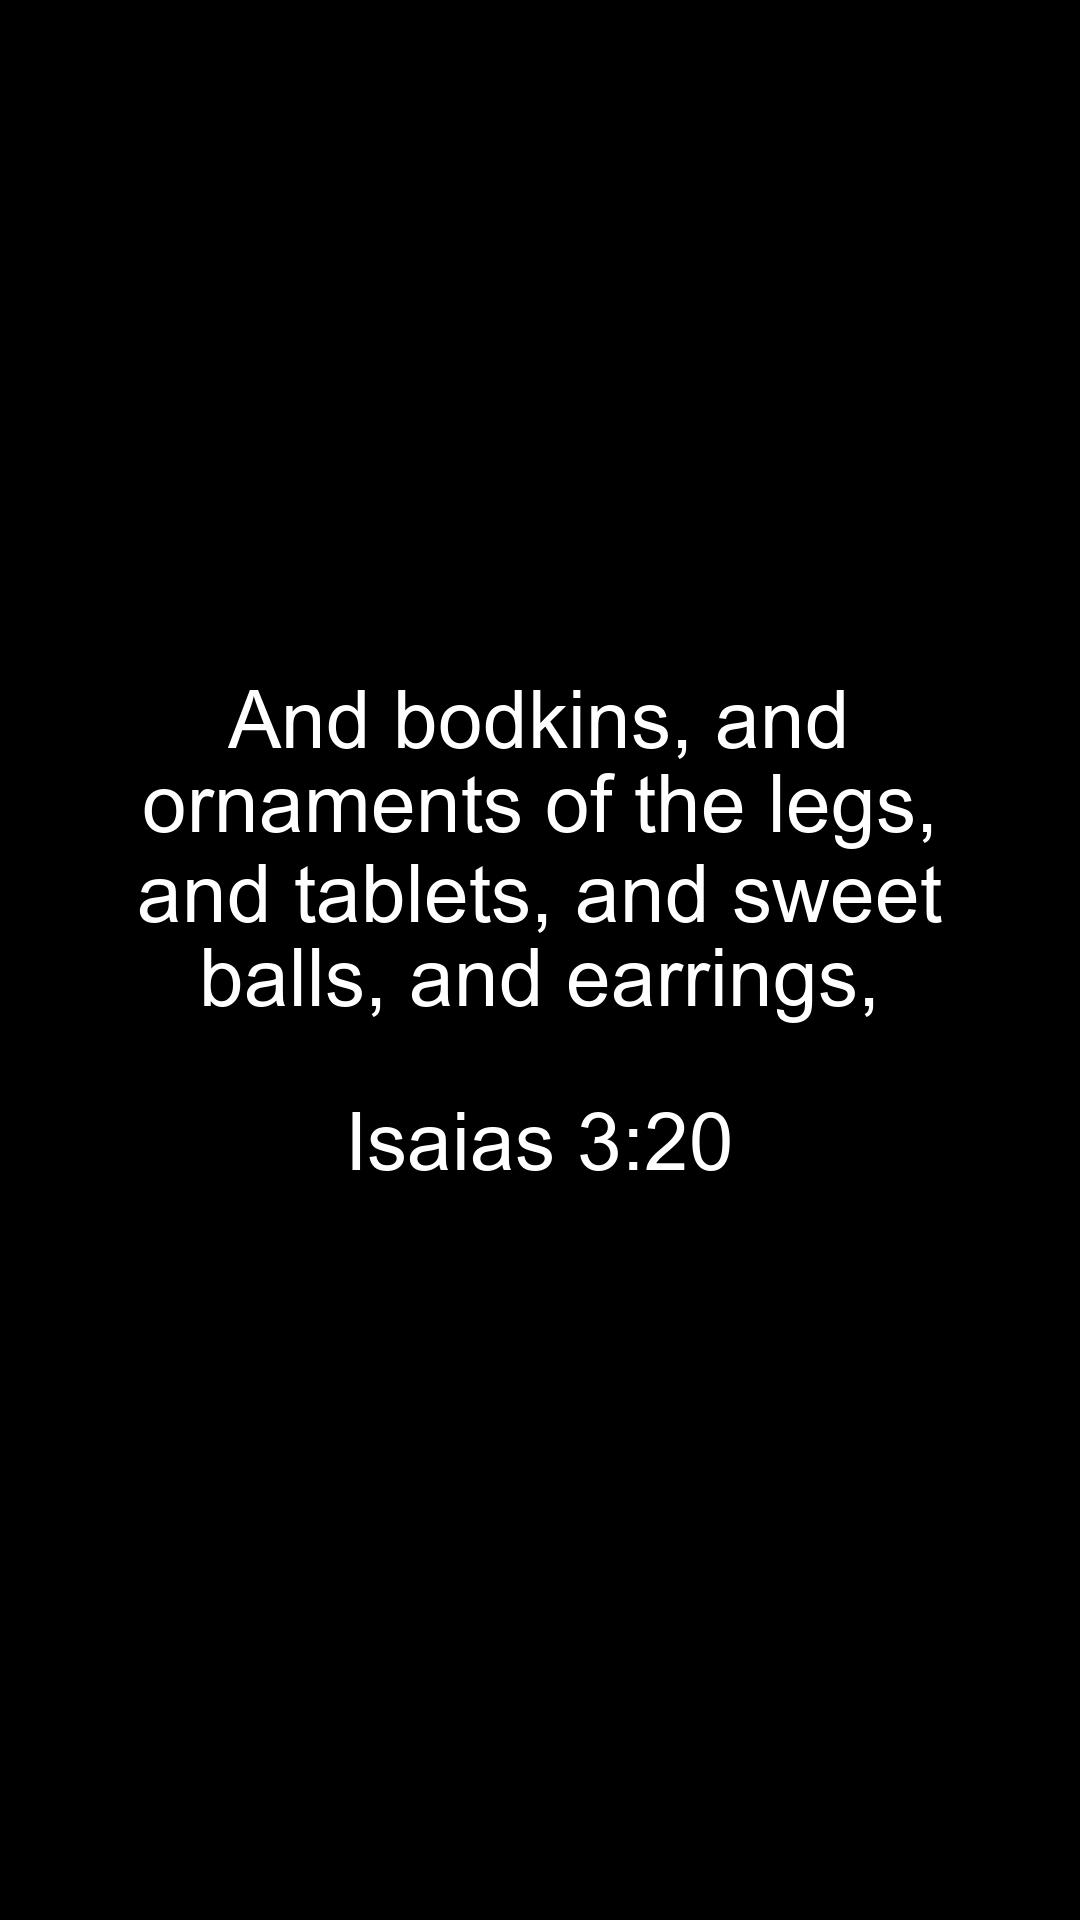 And bodkins, and
ornaments of the legs,
and tablets, and sweet
balls, and earrings,
Isaias 3:20